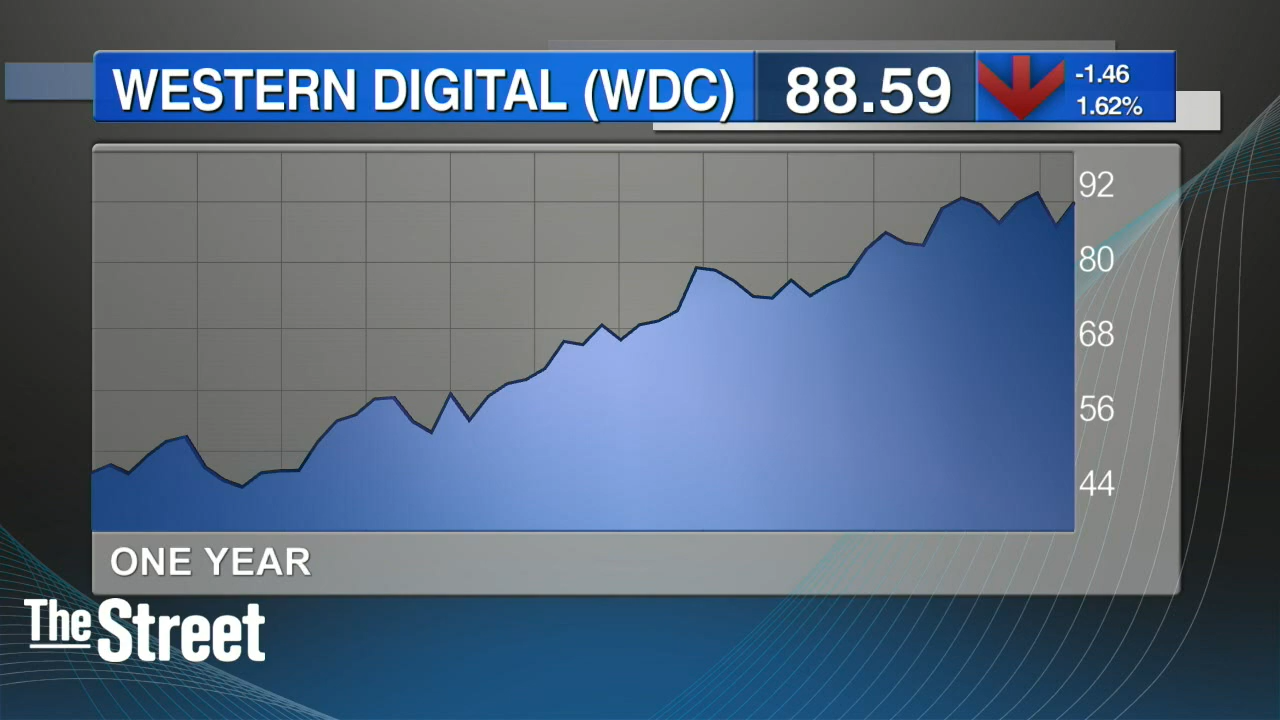 WESTERN DIGITAL (WDC) 88.59 -1.46
1.62%
92
80
68
56
44
ONE YEAR
The Street